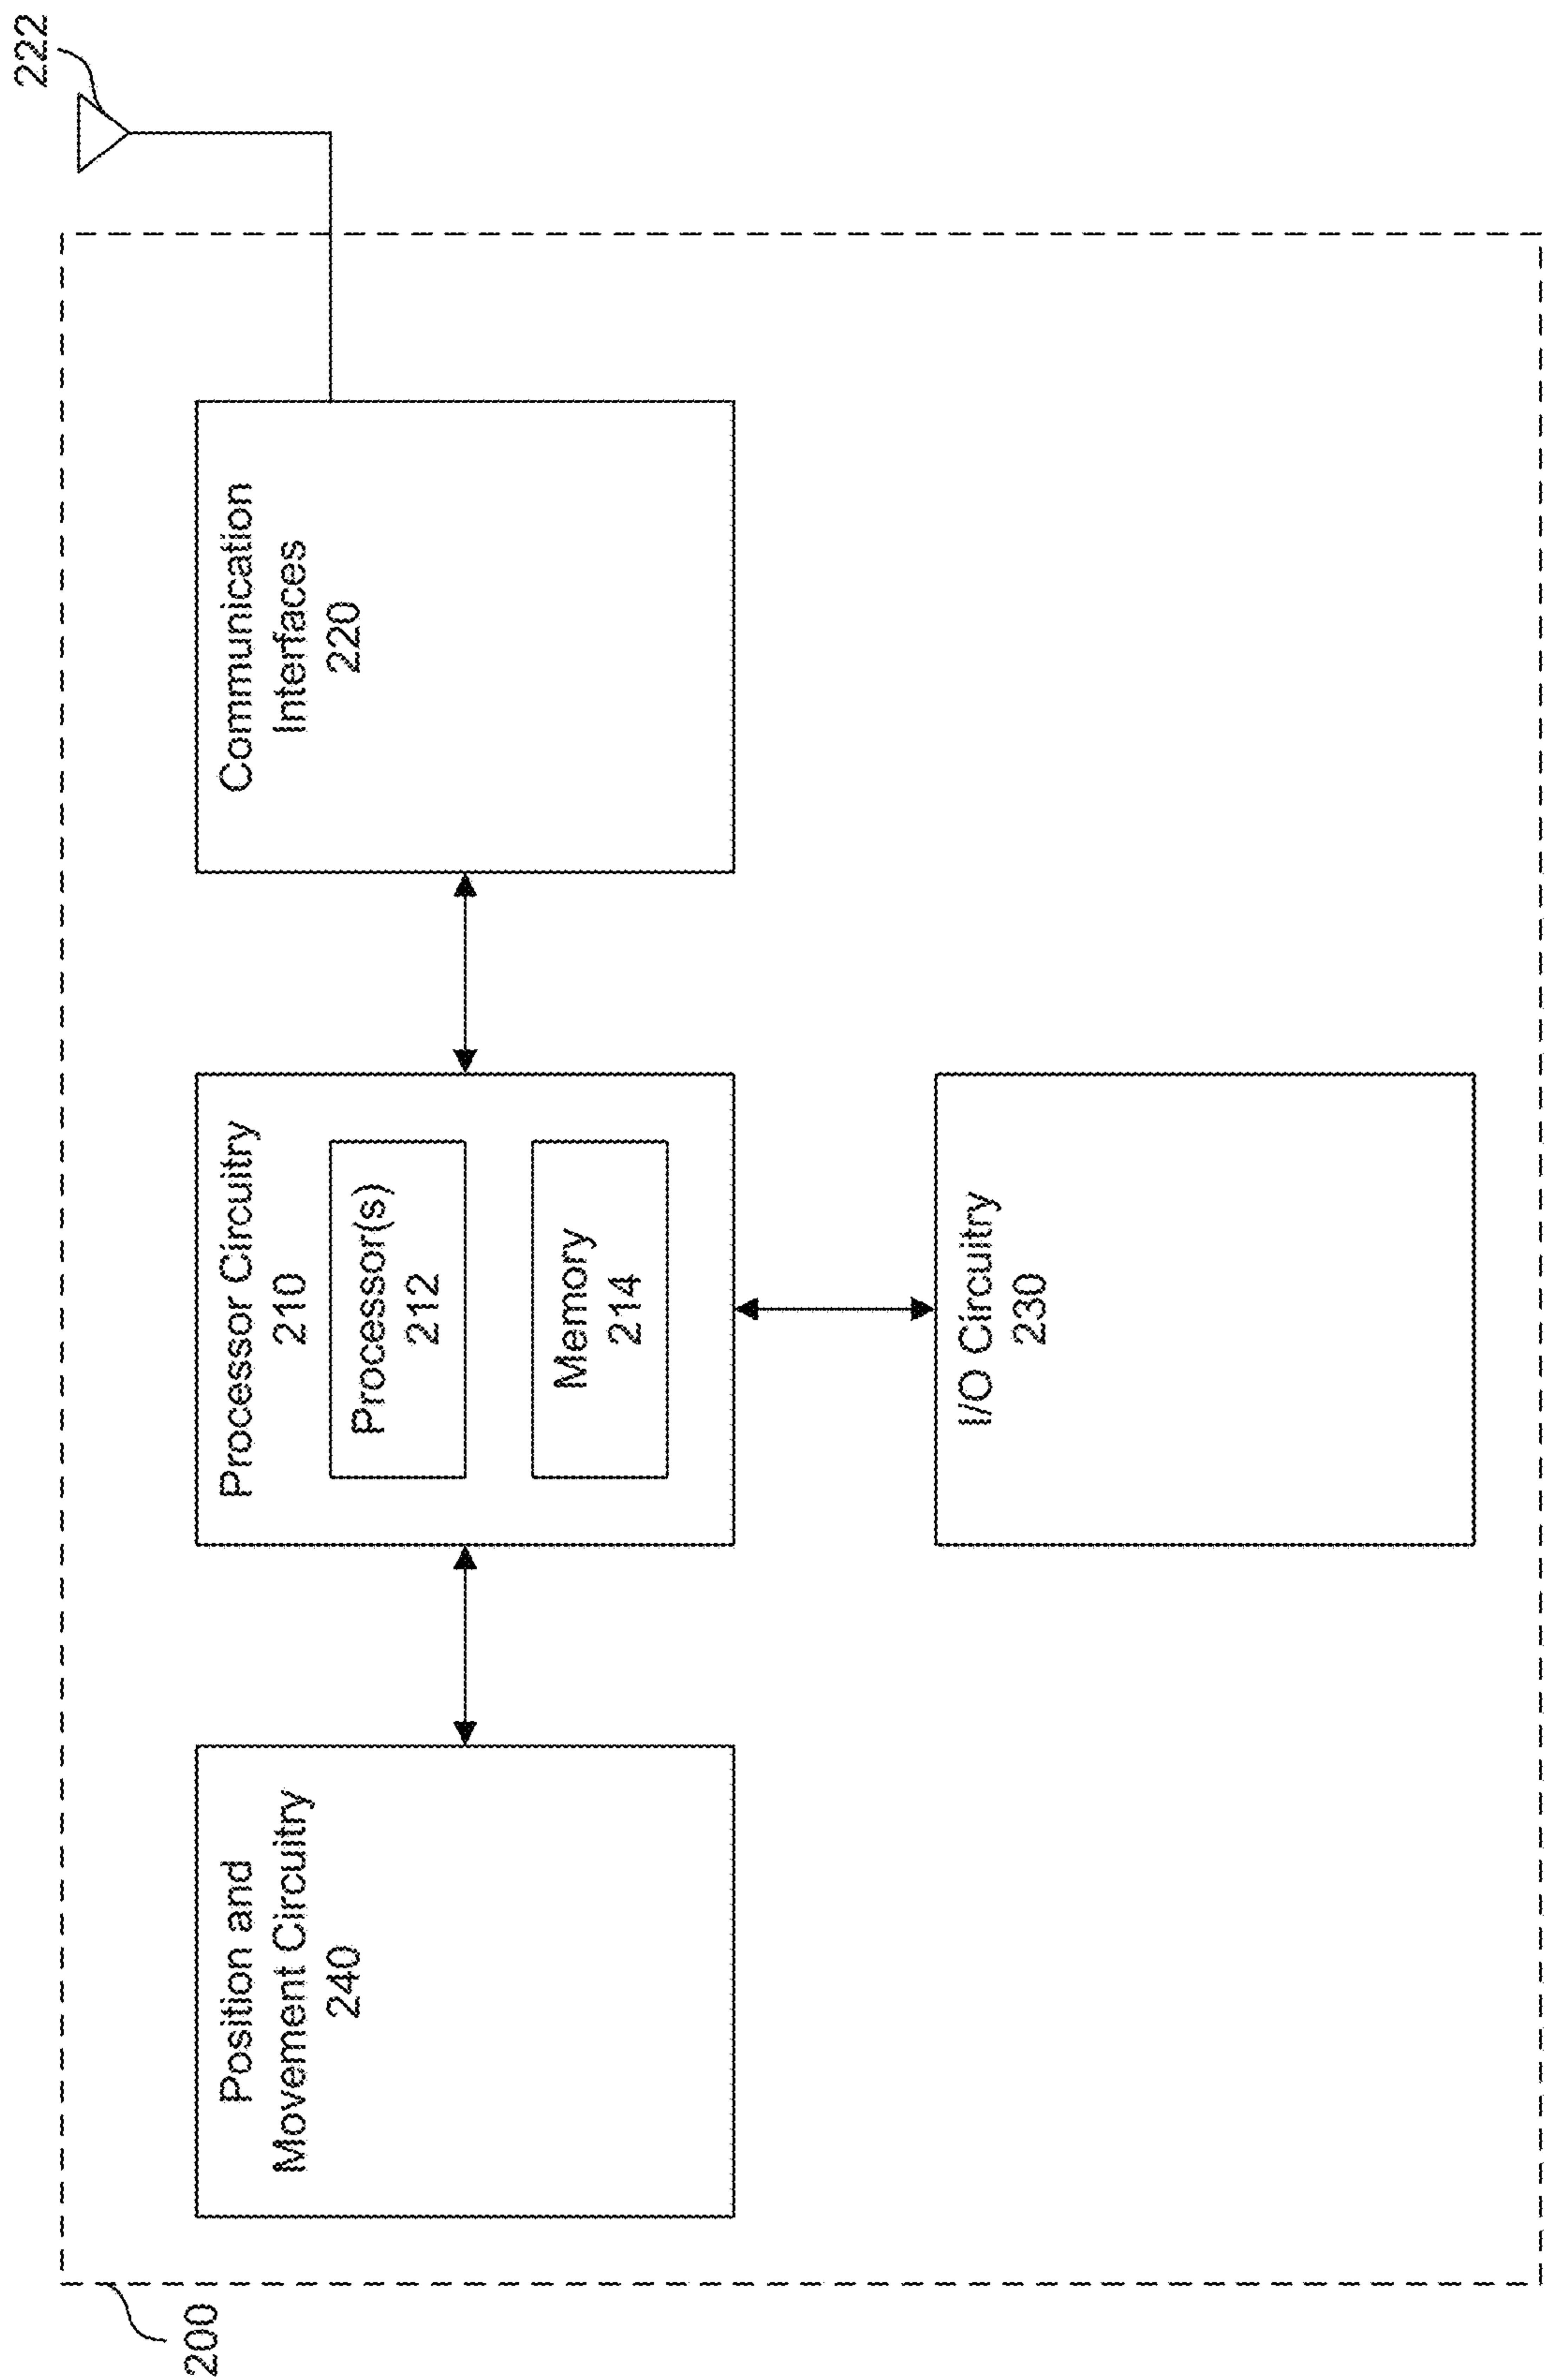 222
Position and
Movement Circuitry
240
Processor Circuitry
210
Processor(s)
212
Memory
214
Communication
Interfaces
220
I/O Circuitry
230
200